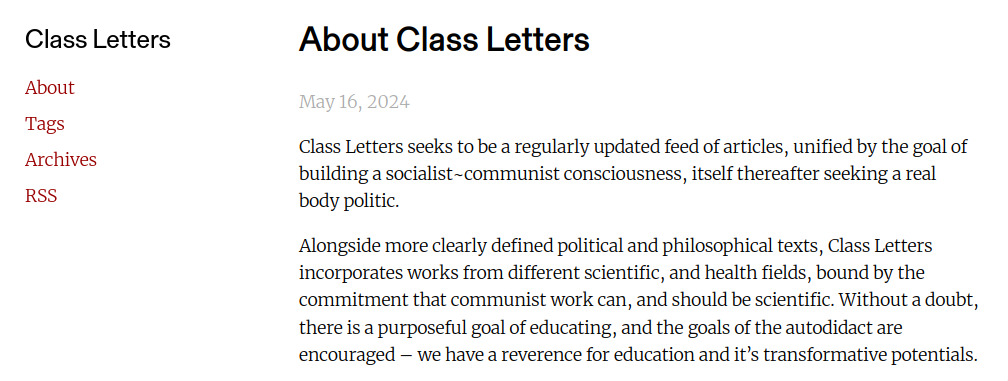 Class Letters
About
Tags
Archives
RSS
About Class Letters
May 16, 2024
Class Letters seeks to be a regularly updated feed of articles, unified by the goal of
building a socialist~communist consciousness, itself thereafter seeking a real
body politic.
Alongside more clearly defined political and philosophical texts, Class Letters
incorporates works from different scientific, and health fields, bound by the
commitment that communist work can, and should be scientific. Without a doubt,
there is a purposeful goal of educating, and the goals of the autodidact are
encouraged – we have a reverence for education and it’s transformative potentials.